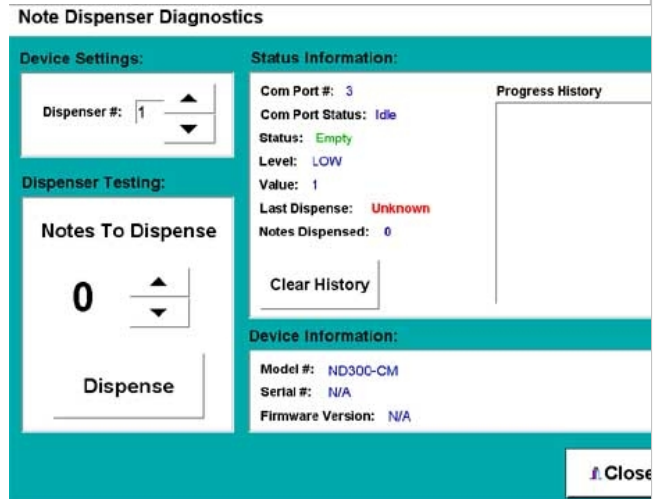 Note Dispenser Diagnostics
Device Settings:
Dispenser #: 1
Dispenser Testing:
Notes To Dispense
0
Dispense
Status Information:
Com Port #: 3
Com Port Status: Idle
Status: Empty
Level: LOW
Value: 1
Last Dispense: Unknown
Notes Dispensed: 0
Clear History
Progress History
Device Information:
Model #: ND300-CM
Serial #: N/A
Firmware Version: N/A
Close